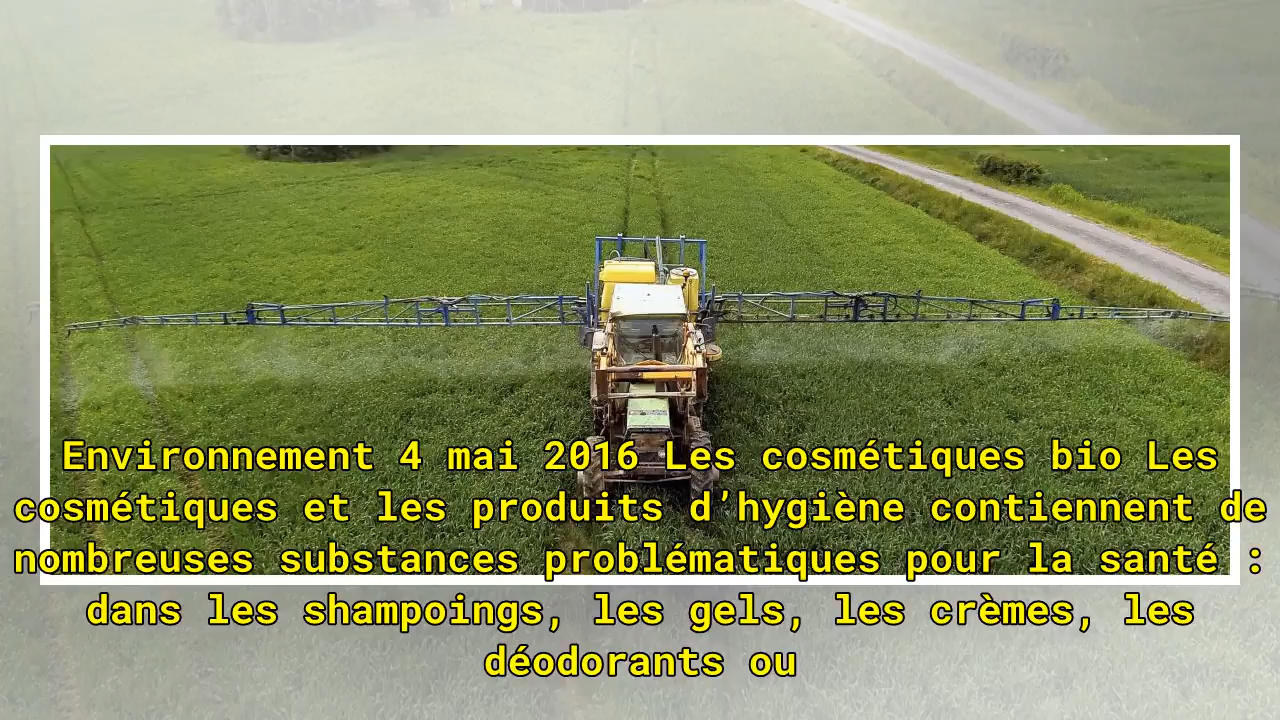 Environnement 4 mai 2016 Les cosmétiques bio Les
cosmétiques et les produits d’hygiène contiennent de
nombreuses substances problématiques pour la santé :
dans les shampoings, les gels, les crèmes, les
déodorants ou